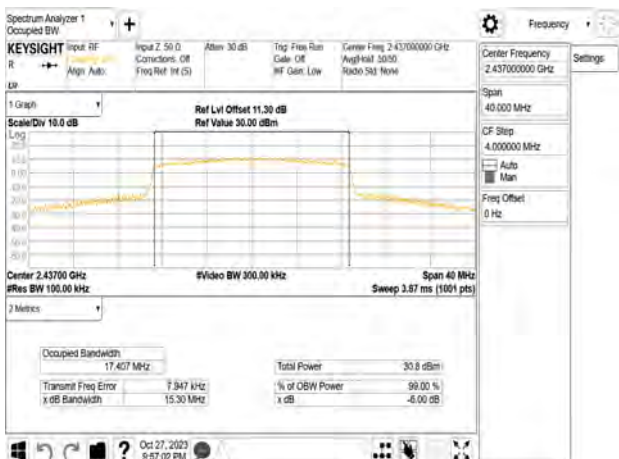 Spectrum Analyzer 1
Occupied BW
+
Frequency
KEYSIGHT
R
Input: RF
Align: Auto
Input Z: 50 Ω
Corrections: Off
Freq Ref: Int (S)
Atten: 30 dB
Trig: Free Run
Gate: Off
#IF Gain: Low
Center Freq: 2.437000000 GHz
Avg|Hold: 50/50
Radio Std: None
Center Frequency
2.437000000 GHz
Settings
Span
40.000 MHz
CF Step
4.000000 MHz
Auto
Man
Freq Offset
0 Hz
1 Graph
Scale/Div 10.0 dB
Ref Lvl Offset 11.30 dB
Ref Value 30.00 dBm
Log
Center 2.43700 GHz
#Res BW 100.00 kHz
#Video BW 300.00 kHz
Span 40 MHz
Sweep 3.87 ms (1001 pts)
2 Metrics
Occupied Bandwidth
17.407 MHz
Total Power
30.8 dBm
Transmit Freq Error
7.947 kHz
% of OBW Power
99.00 %
x dB Bandwidth
15.30 MHz
x dB
-6.00 dB
?
Oct 27, 2023
9:57:02 PM